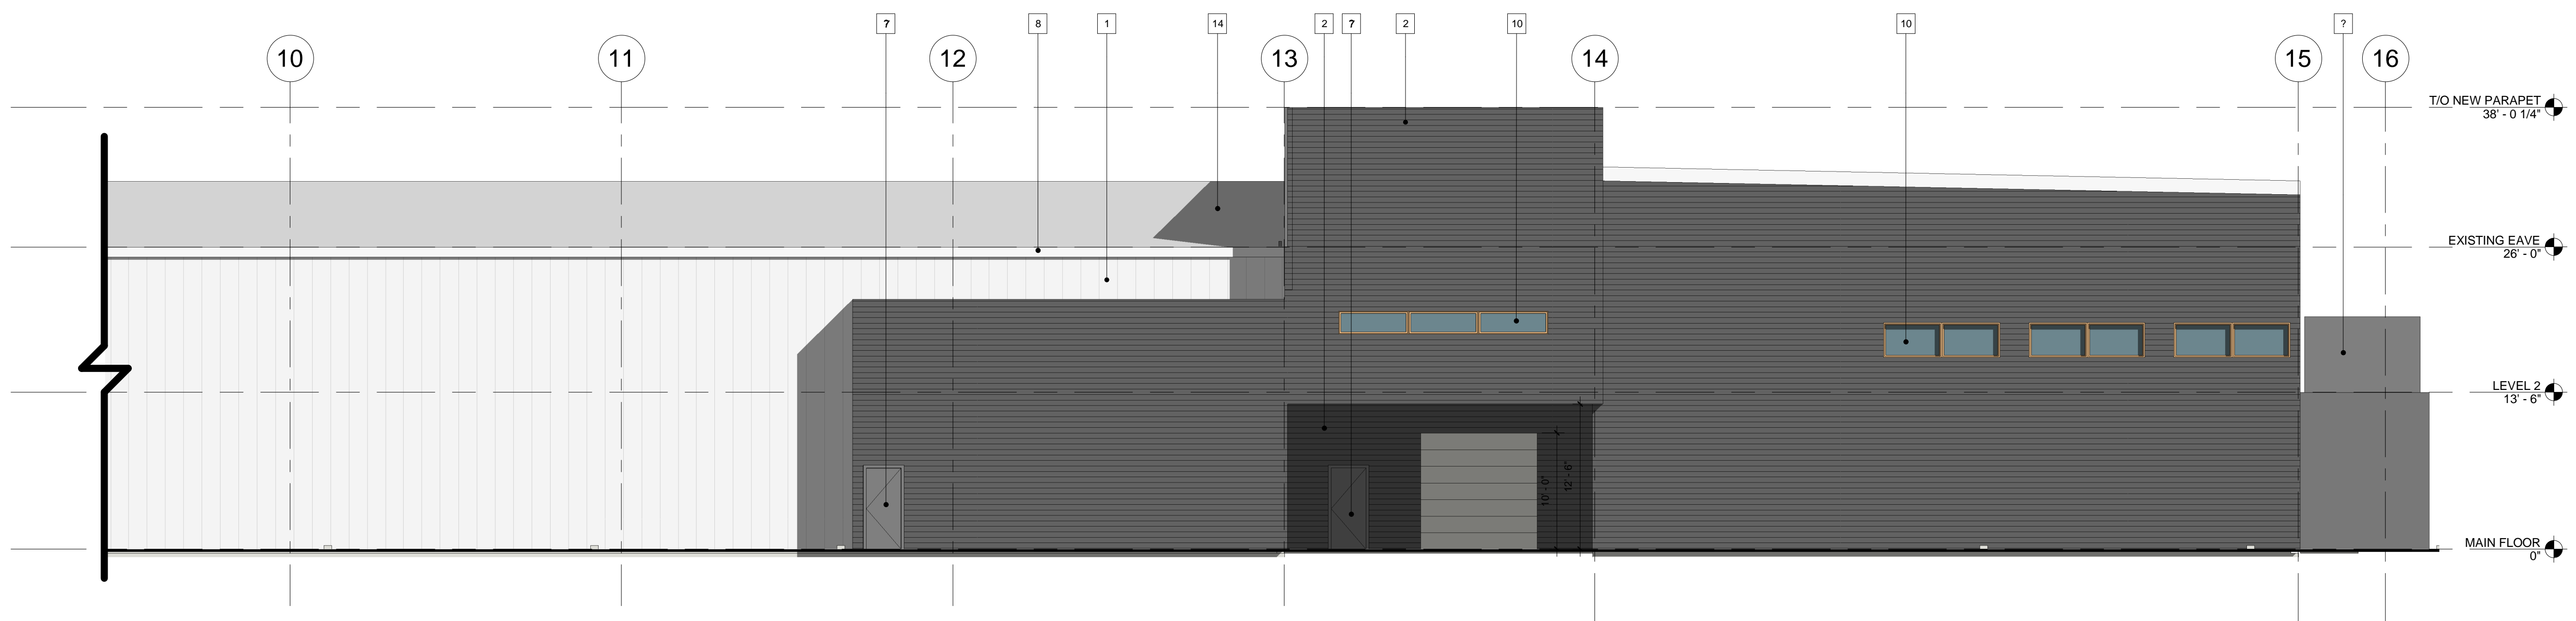 7
8
1
14
2
7
2
10
10
?
10
11
12
13
14
15
16
T/O NEW PARAPET
38' - 0 1/4"
EXISTING EAVE
26' - 0"
LEVEL 2
13' - 6"
10' - 0"
12' - 6"
MAIN FLOOR
0"